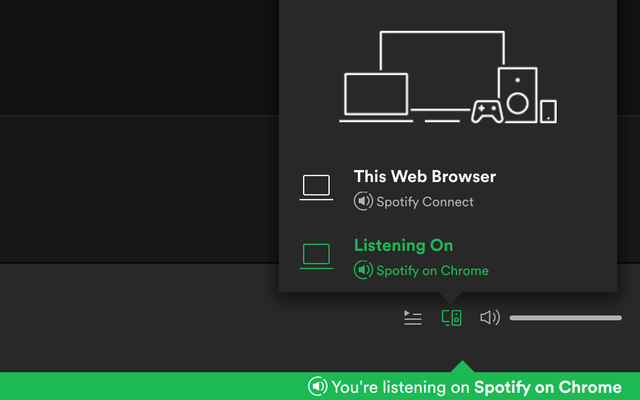 This Web Browser
Spotify Connect
Listening On
Spotify on Chrome
You're listening on Spotify on Chrome